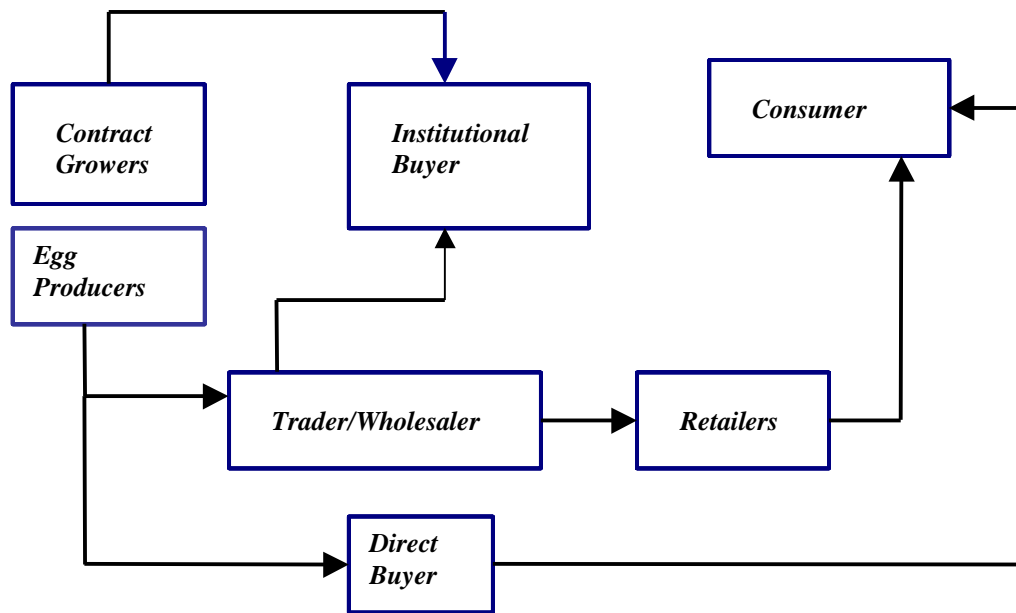 Contract
Growers
Institutional
Buyer
Consumer
Egg
Producers
Trader/Wholesaler
Retailers
Direct
Buyer